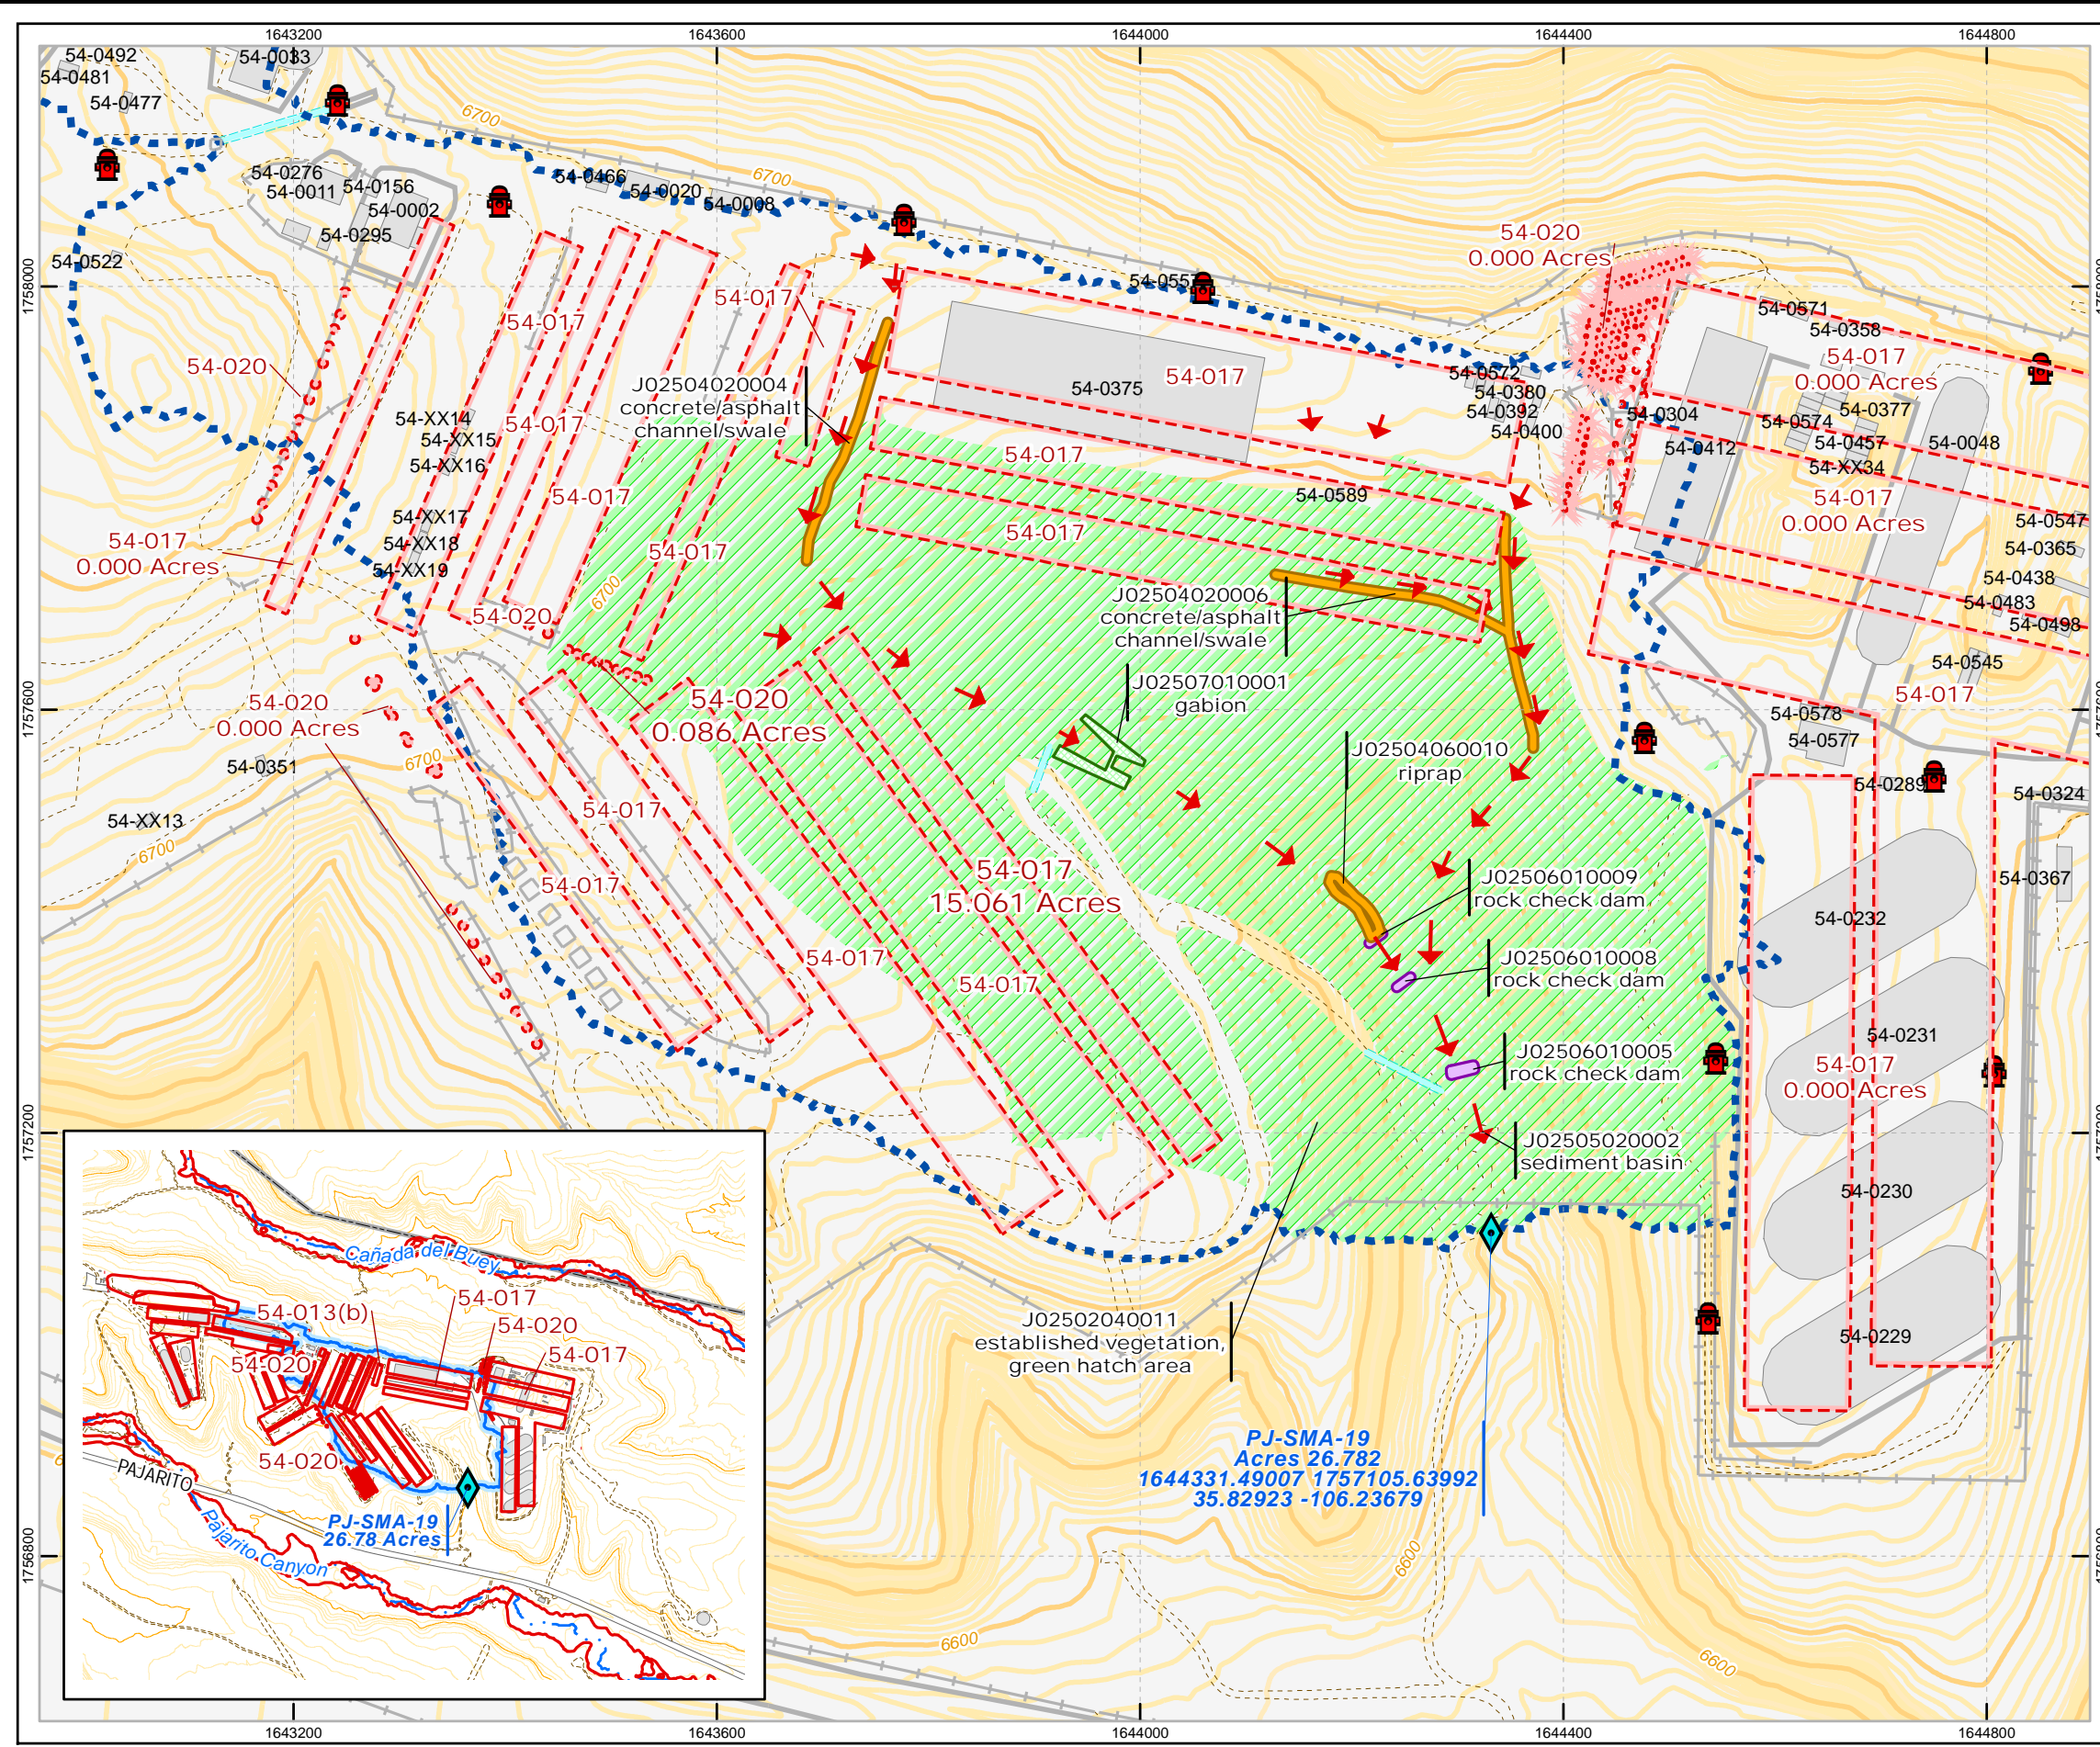 1643200
1643600
1644000
1644400
1644800
54-0492
54-0481
54-0477
54-0033
6700
6700
54-0276
54-0011
54-0156
54-0002
54-0295
54-0522
54-0466
54-0020
54-0008
54-0557
1758000
54-017
54-017
54-020
54-020
0.000 Acres
54-0571
54-0358
54-017
0.000 Acres
54-0572
54-0380
54-0392
54-0400
54-0304
54-0412
54-0574
54-0377
54-0457
54-XX34
54-0048
54-017
0.000 Acres
54-0547
54-0365
54-0438
54-0483
54-0498
54-0545
54-017
J02504020004
concrete/asphalt
channel/swale
54-0375
54-017
54-017
54-0589
54-017
54-XX14
54-XX15
54-XX16
54-017
54-017
54-XX17
54-XX18
54-XX19
54-017
0.000 Acres
54-017
6700
54-020
J02504020006
concrete/asphalt
channel/swale
J02507010001
gabion
54-020
0.086 Acres
54-020
0.000 Acres
1757600
54-0351
6700
54-XX13
6700
54-017
54-017
J02504060010
riprap
54-0578
54-0577
54-0289
54-0324
54-0367
54-017
15.061 Acres
54-017
54-017
J02506010009
rock check dam
J02506010008
rock check dam
J02506010005
rock check dam
J02505020002
sediment basin
54-0232
54-0231
54-017
0.000 Acres
54-0230
54-0229
1757200
J02502040011
established vegetation,
green hatch area
PJ-SMA-19
Acres 26.782
1644331.49007 1757105.63992
35.82923 -106.23679
6600
6600
6600
1756800
Cañada del Buey
54-013(b)
54-017
54-020
54-017
54-020
54-020
PAJARITO
Pajarito Canyon
PJ-SMA-19
26.78 Acres
1643200
1643600
1644000
1644400
1644800